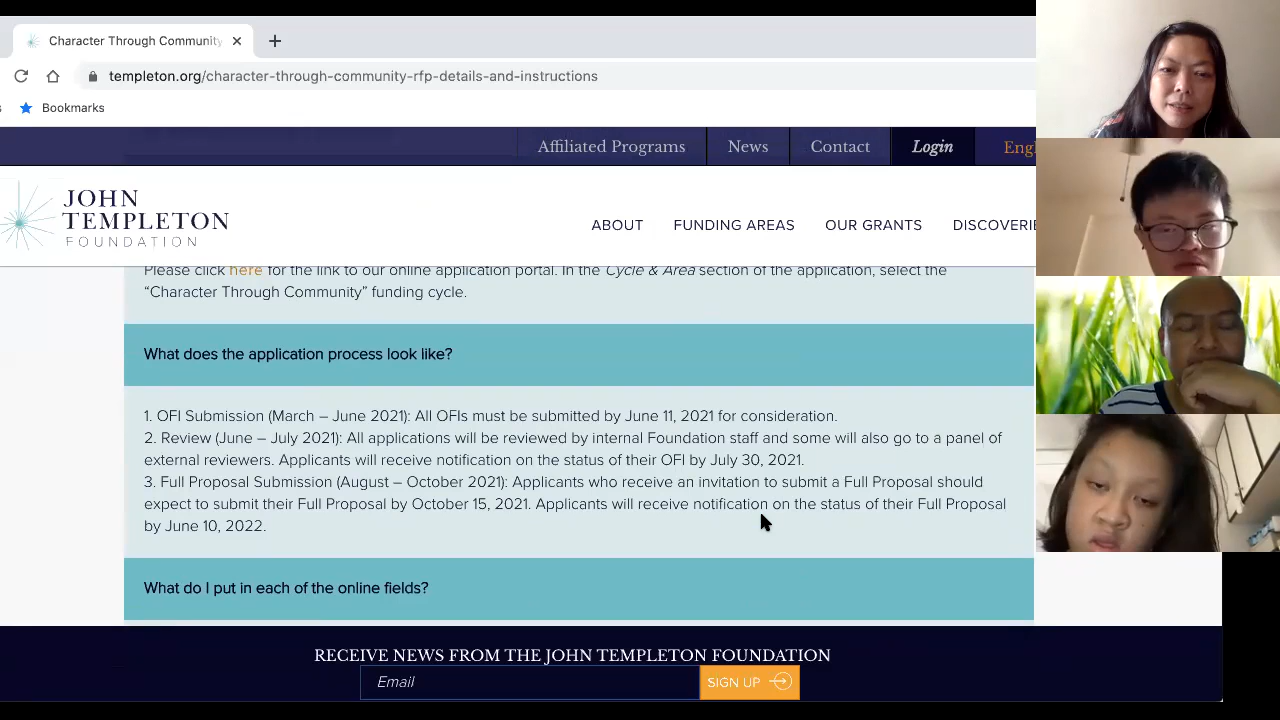 Character Through Community
templeton.org/character-through-community-rfp-details-and-instructions
Bookmarks
Affiliated Programs
News
Contact
Login
JOHN
TEMPLETON
FOUNDATION
ABOUT
FUNDING AREAS
OUR GRANTS
Please click here for the link to our online application portal. In the Cycle & Area section of the application, select the
“Character Through Community” funding cycle.
What does the application process look like?
1. OFI Submission (March – June 2021): All OFIs must be submitted by June 11, 2021 for consideration.
2. Review (June – July 2021): All applications will be reviewed by internal Foundation staff and some will also go to a panel of
external reviewers. Applicants will receive notification on the status of their OFI by July 30, 2021.
3. Full Proposal Submission (August – October 2021): Applicants who receive an invitation to submit a Full Proposal should
expect to submit their Full Proposal by October 15, 2021. Applicants will receive notification on the status of their Full Proposal
by June 10, 2022.
What do I put in each of the online fields?
RECEIVE NEWS FROM THE JOHN TEMPLETON FOUNDATION
Email
SIGN UP